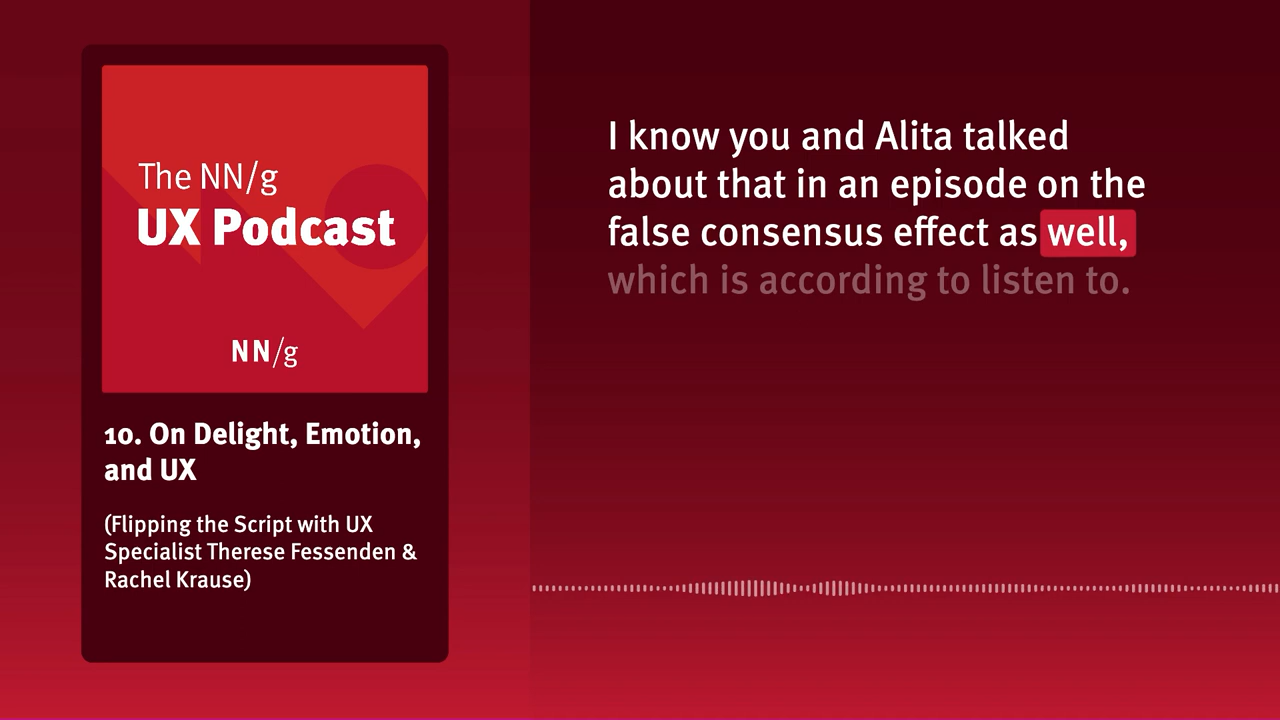 The NN/g
UX Podcast
NN/g
10. On Delight, Emotion,
and UX
(Flipping the Script with UX
Specialist Therese Fessenden &
Rachel Krause)
I know you and Alita talked
about that in an episode on the
false consensus effect as well,
which is according to listen to.